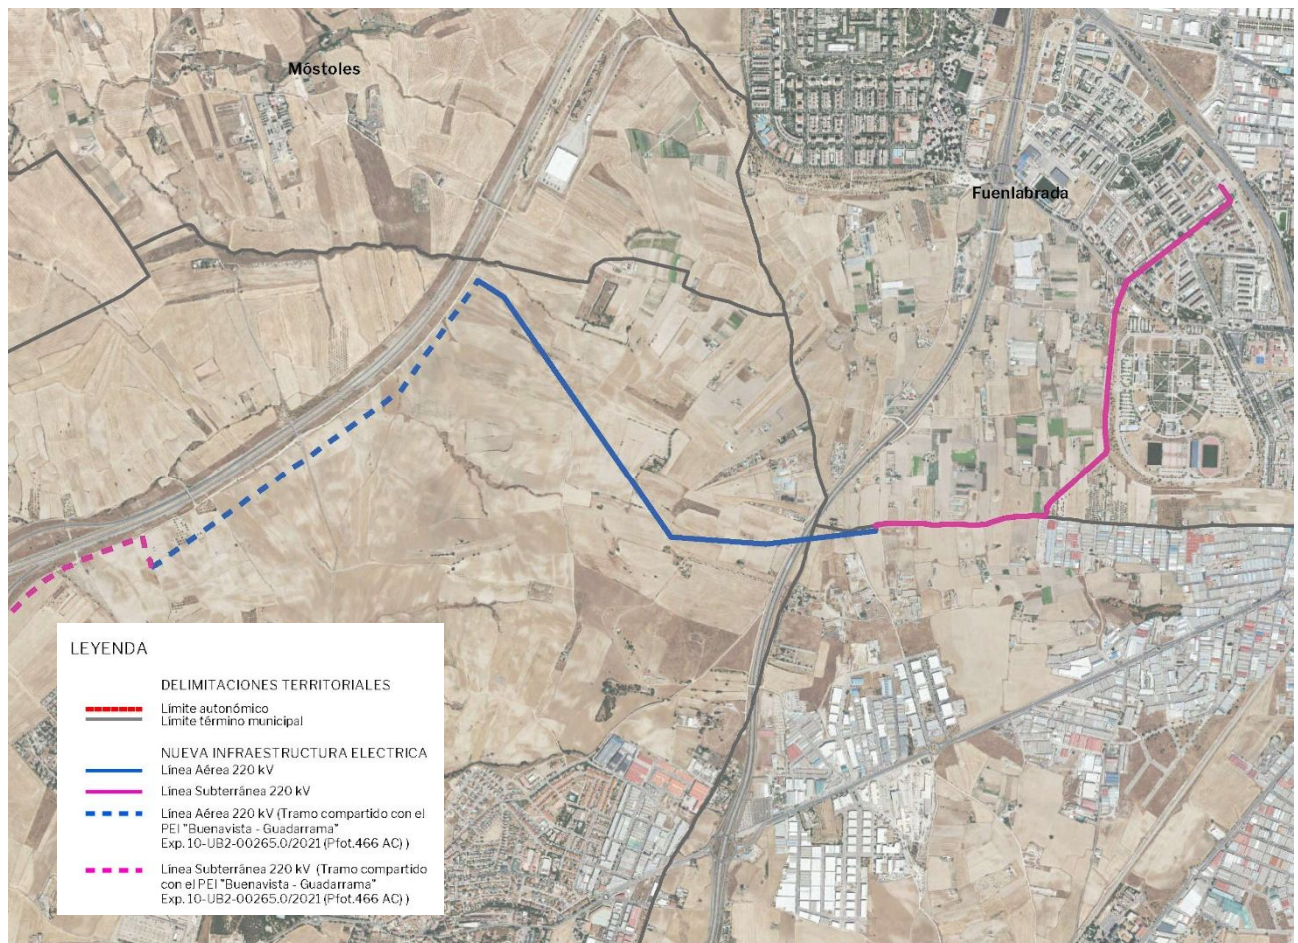 Móstoles
Fuenlabrada
LEYENDA
DELIMITACIONES TERRITORIALES
Límite autonómico
Límite término municipal
NUEVA INFRAESTRUCTURA ELECTRICA
Línea Aérea 220 kV
Línea Subterránea 220 kV
Línea Aérea 220 kV (Tramo compartido con el
PEI "Buenavista - Guadarrama"
Exp. 10-UB2-00265.0/2021 (Pfot.466 AC) )
Línea Subterránea 220 kV (Tramo compartido
con el PEI "Buenavista - Guadarrama"
Exp. 10-UB2-00265.0/2021 (Pfot.466 AC) )